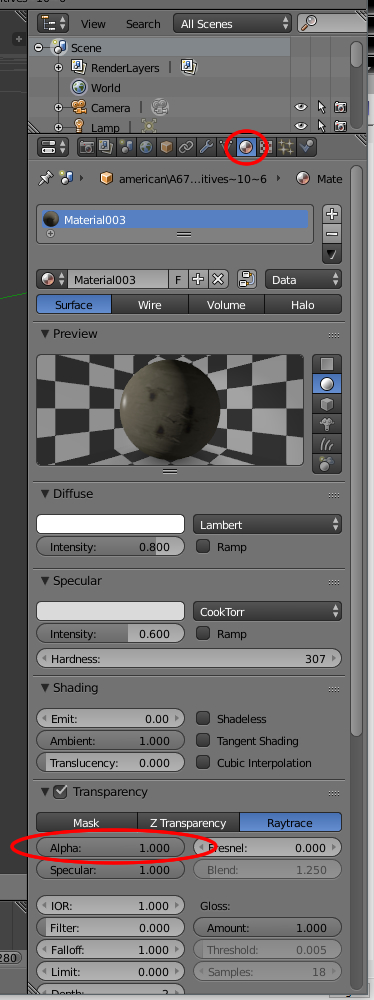 View Search All Scenes
Scene
RenderLayers |
World
Camera |
Lamp |
american\A67...itives~10~6 Mate
Material003
Material003 F Data
Surface Wire Volume Halo
Preview
Diffuse
Lambert
Intensity: 0.800 Ramp
Specular
CookTorr
Intensity: 0.600 Ramp
Hardness: 307
Shading
Emit: 0.00 Shadeless
Ambient: 1.000 Tangent Shading
Translucency: 0.000 Cubic Interpolation
Transparency
Mask Z Transparency Raytrace
Alpha: 1.000 Fresnel: 0.000
Specular: 1.000 Blend: 1.250
IOR: 1.000 Gloss:
Filter: 0.000 Amount: 1.000
Falloff: 1.000 Threshold: 0.005
Limit: 0.000 Samples: 18
280
Depth: 2